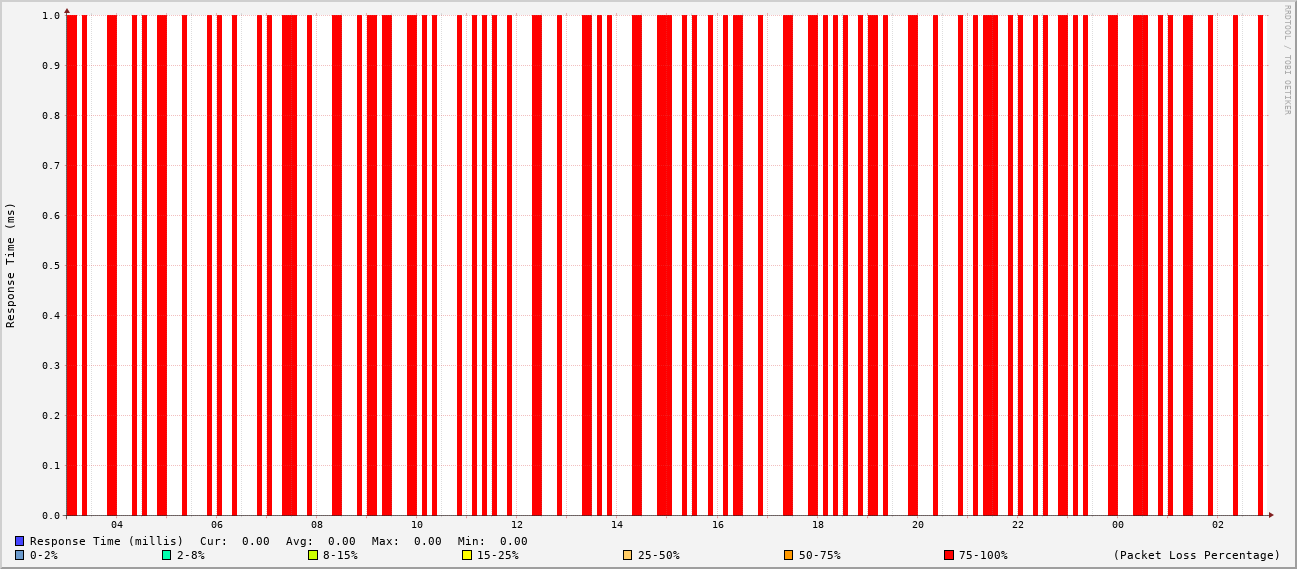 1.0
0.9
0.8
0.7
0.6
0.5
0.4
0.3
0.2
0.1
0.0
Response Time (ms)
RRDTOOL / TOBI OETIKER
04 06 08 10 12 14 16 18 20 22 00 02
Response Time (millis) Cur: 0.00 Avg: 0.00 Max: 0.00 Min: 0.00
0-2% 2-8% 8-15% 15-25% 25-50% 50-75% 75-100% (Packet Loss Percentage)